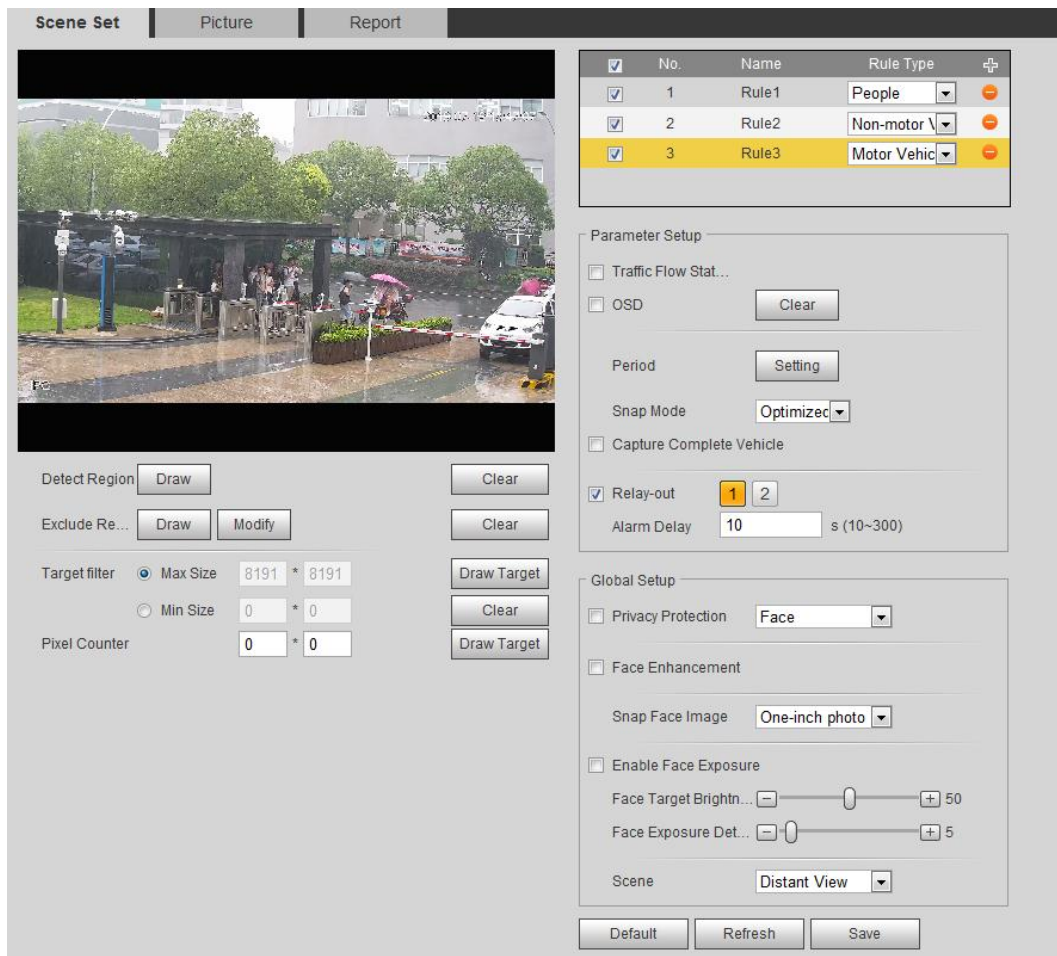 Scene Set Picture Report
No. Name Rule Type
1 Rule1 People
2 Rule2 Non-motor V
3 Rule3 Motor Vehic
Parameter Setup
Traffic Flow Stat...
OSD Clear
Period Setting
Snap Mode Optimized
Capture Complete Vehicle
Relay-out 1 2
Alarm Delay 10 s (10~300)
Detect Region Draw Clear
Exclude Re... Draw Modify Clear
Target filter Max Size 8191 * 8191 Draw Target
Min Size 0 * 0 Clear
Pixel Counter 0 * 0 Draw Target
Global Setup
Privacy Protection Face
Face Enhancement
Snap Face Image One-inch photo
Enable Face Exposure
Face Target Brightn... 50
Face Exposure Det... 5
Scene Distant View
Default Refresh Save